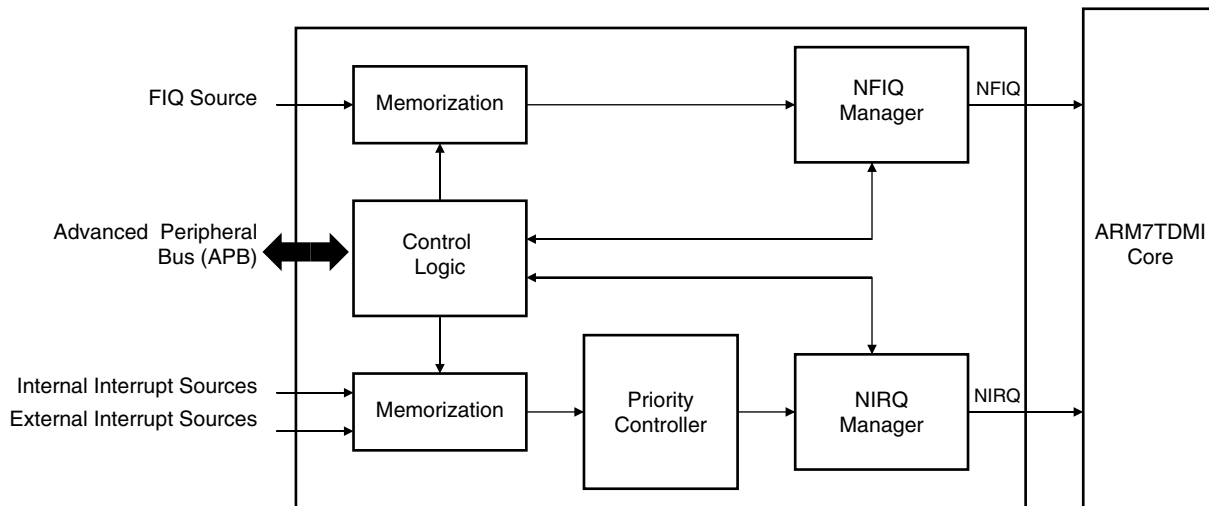 FIQ Source
Memorization
NFIQ
Manager
NFIQ
Advanced Peripheral
Bus (APB)
Control
Logic
ARM7TDMI
Core
Internal Interrupt Sources
External Interrupt Sources
Memorization
Priority
Controller
NIRQ
Manager
NIRQ